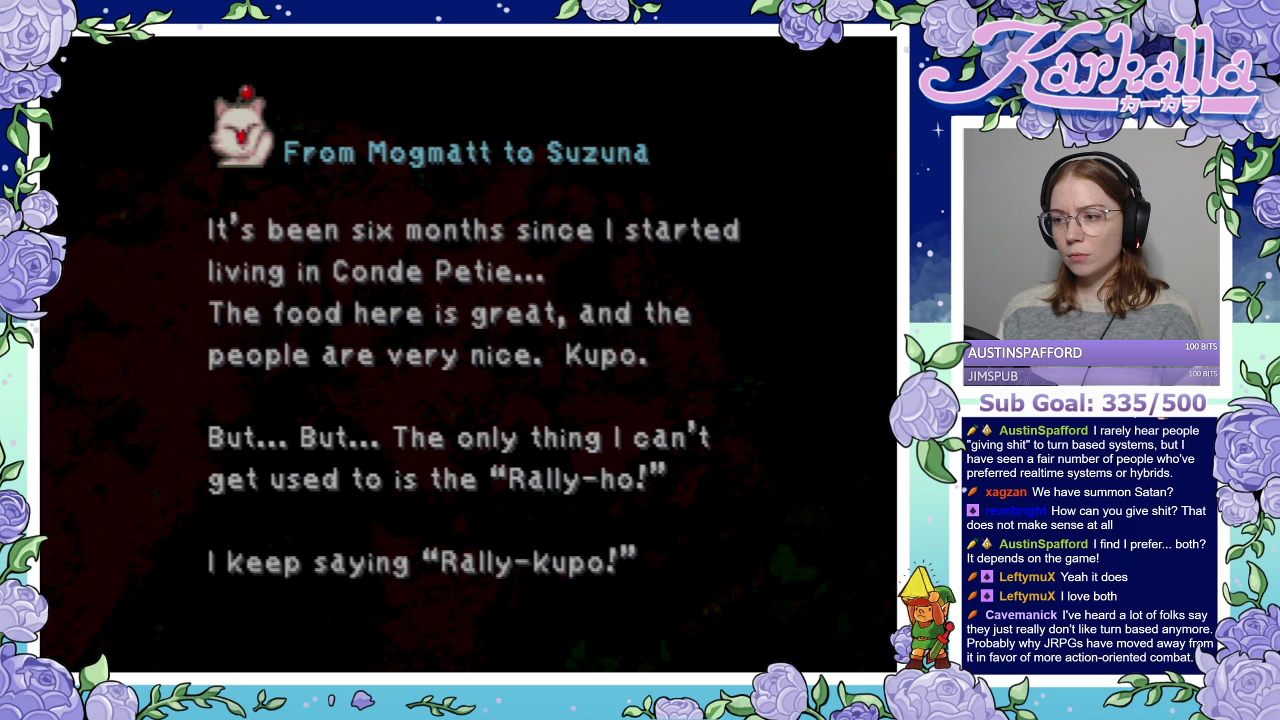 From Mogmatt to Suzuna
It's been six months since I started
living in Conde Petie...
The food here is great, and the
people are very nice.  Kupo.
But... But... The only thing I can't
get used to is the “Rally-ho!”
I keep saying “Rally-kupo!”
Karkalla
カーカラ
AUSTINSPAFFORD 100 BITS
JIMSPUB 100 BITS
Sub Goal: 335/500
AustinSpafford I rarely hear people
"giving shit" to turn based systems, but I
have seen a fair number of people who've
preferred realtime systems or hybrids.
xagzan We have summon Satan?
reanbright How can you give shit? That
does not make sense at all
AustinSpafford I find I prefer... both?
It depends on the game!
LeftymuX Yeah it does
LeftymuX I love both
Cavemanick I've heard a lot of folks say
they just really don't like turn based anymore.
Probably why JRPGs have moved away from
it in favor of more action-oriented combat.